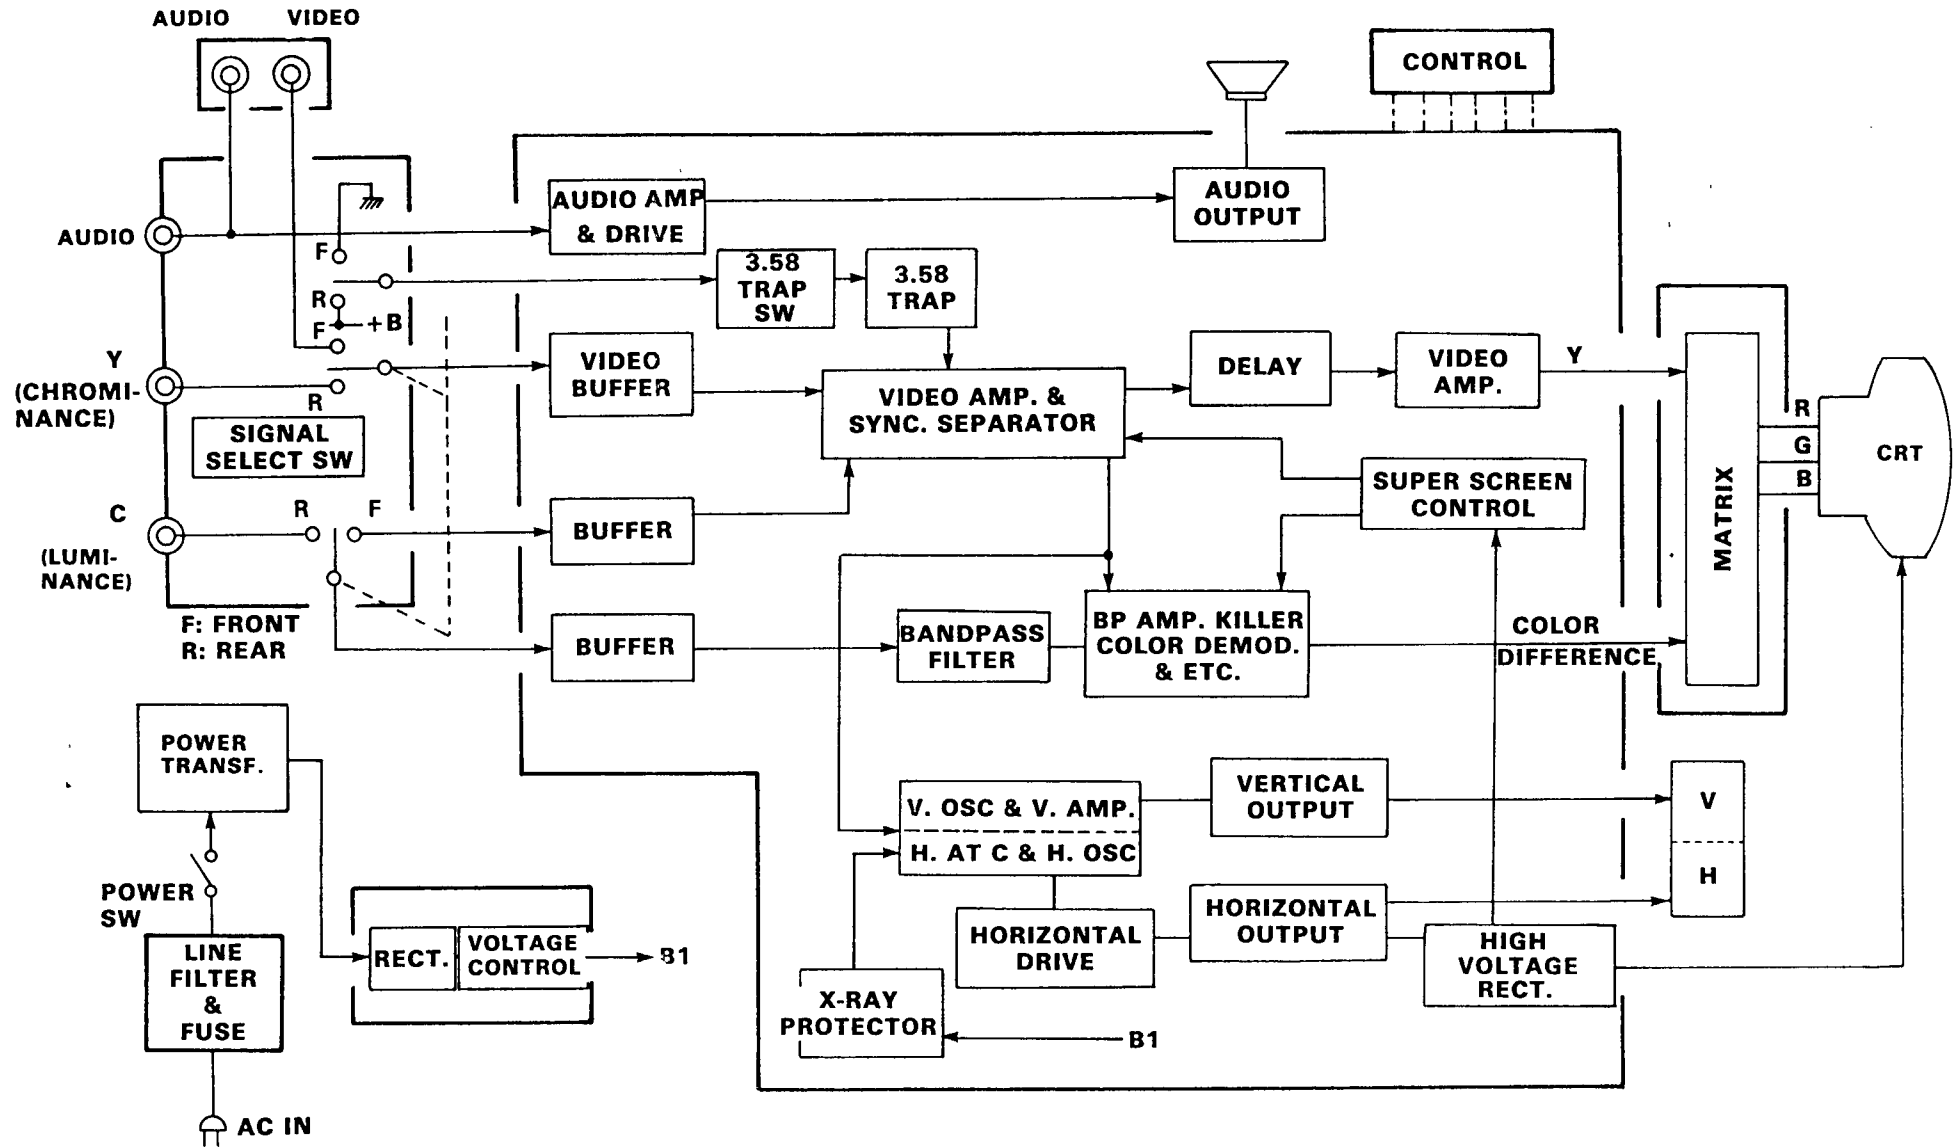 AUDIO VIDEO
CONTROL
AUDIO
F
R
F
+B
AUDIO AMP
& DRIVE
AUDIO
OUTPUT
3.58
TRAP
SW
3.58
TRAP
Y
(CHROMI-
NANCE)
R
SIGNAL
SELECT SW
VIDEO
BUFFER
VIDEO AMP. &
SYNC. SEPARATOR
DELAY
VIDEO
AMP.
Y
MATRIX
R
G
B
CRT
C
(LUMI-
NANCE)
R F
BUFFER
SUPER SCREEN
CONTROL
F: FRONT
R: REAR
BUFFER
BANDPASS
FILTER
BP AMP. KILLER
COLOR DEMOD.
& ETC.
COLOR
DIFFERENCE
POWER
TRANSF.
POWER
SW
LINE
FILTER
&
FUSE
AC IN
RECT.
VOLTAGE
CONTROL
B1
V. OSC & V. AMP.
H. AT C & H. OSC
VERTICAL
OUTPUT
V
H
HORIZONTAL
DRIVE
HORIZONTAL
OUTPUT
HIGH
VOLTAGE
RECT.
X-RAY
PROTECTOR
B1